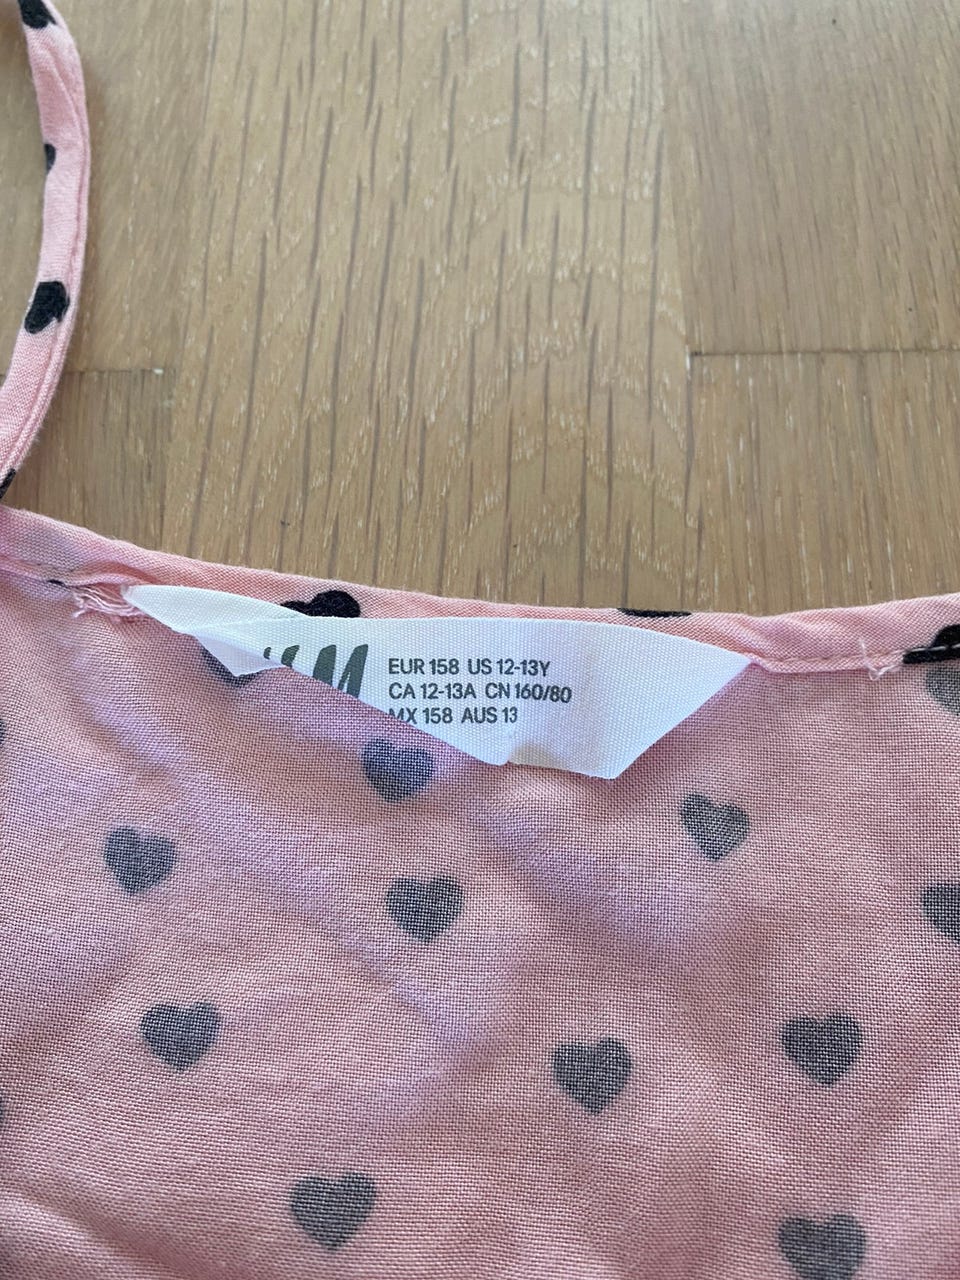 EUR 158 US 12-13Y
CA 12-13A CN 160/80
MX 158 AUS 13